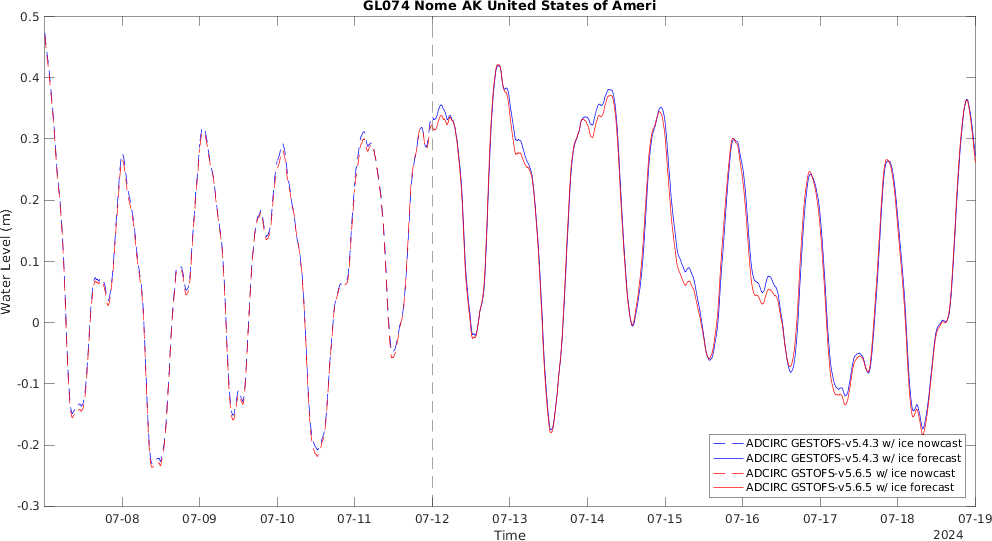 GL074 Nome AK United States of Ameri
Water Level (m)
0.5
0.4
0.3
0.2
0.1
0
-0.1
-0.2
-0.3
ADCIRC GESTOFS-v5.4.3 w/ ice nowcast
ADCIRC GESTOFS-v5.4.3 w/ ice forecast
ADCIRC GSTOFS-v5.6.5 w/ ice nowcast
ADCIRC GSTOFS-v5.6.5 w/ ice forecast
07-08 07-09 07-10 07-11 07-12 07-13 07-14 07-15 07-16 07-17 07-18 07-19
Time
2024